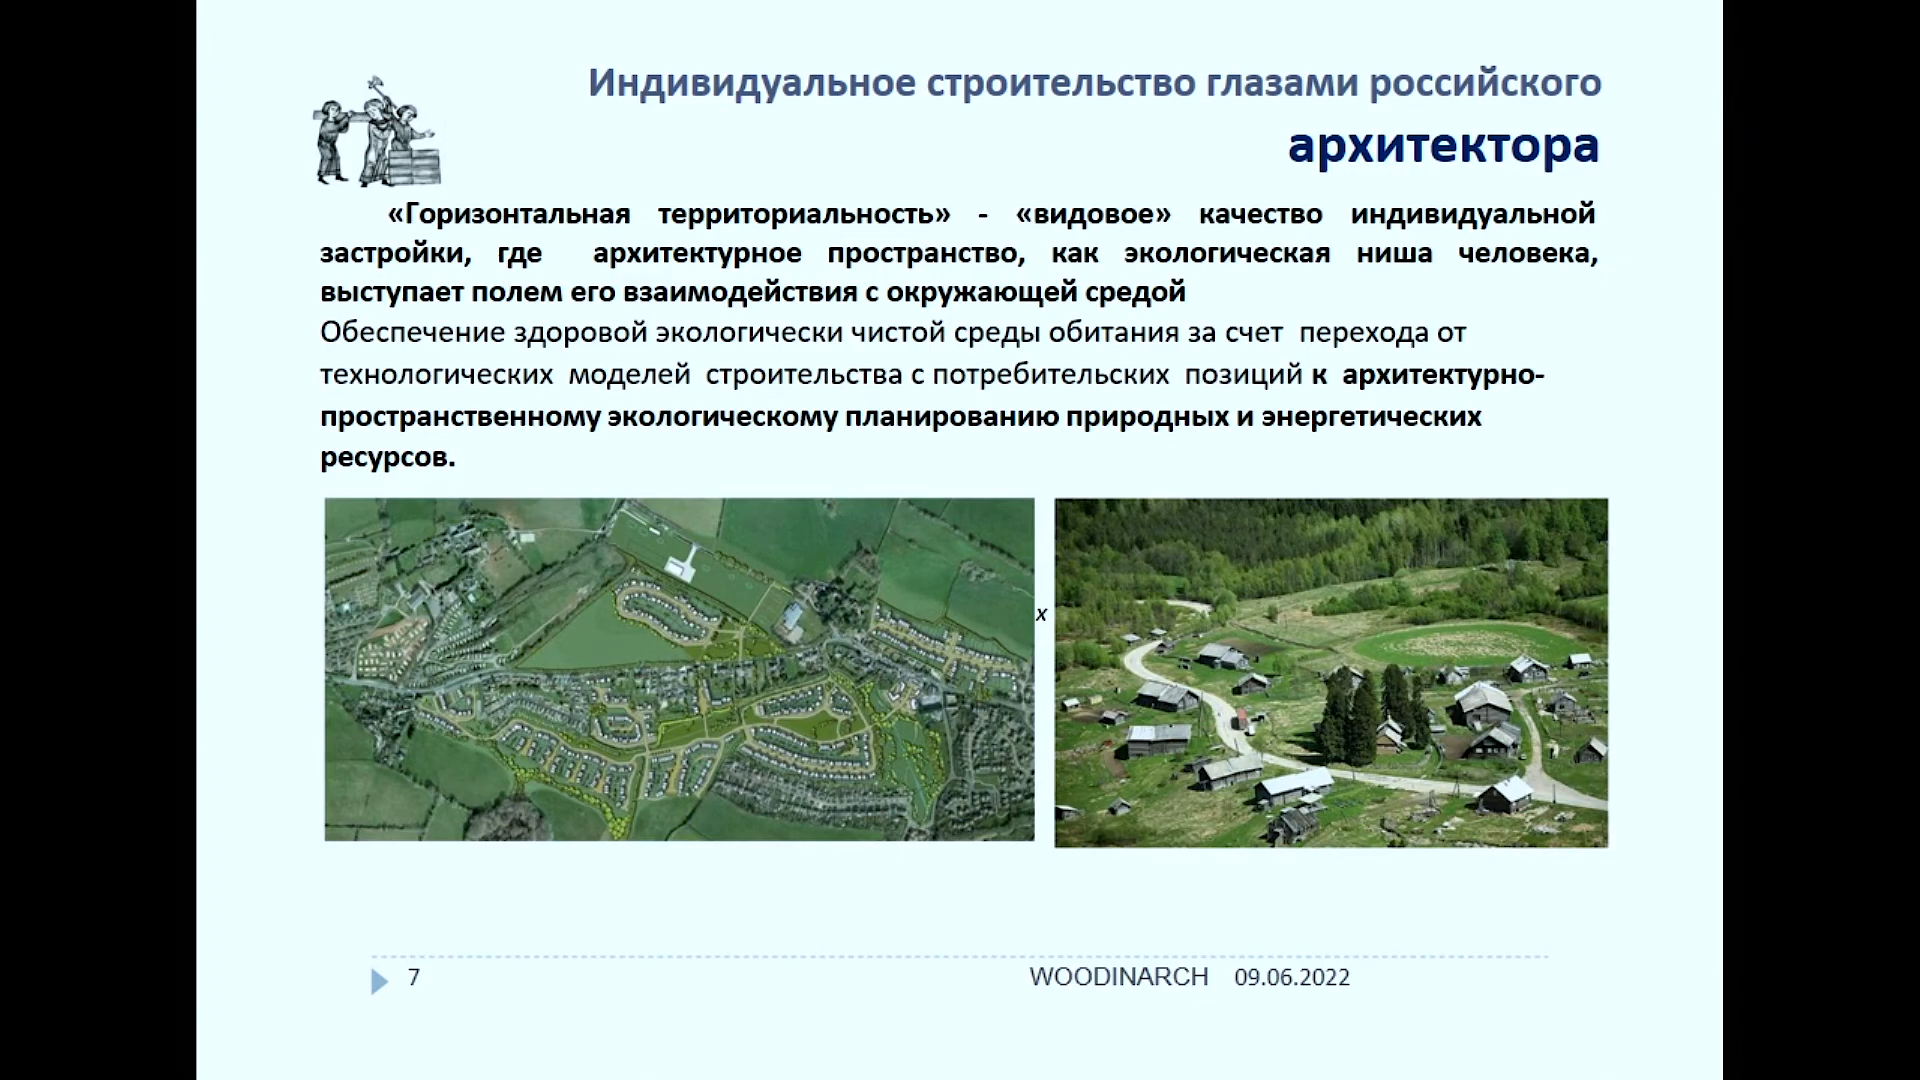 Индивидуальное строительство глазами российского
архитектора
«Горизонтальная территориальность» - «видовое» качество индивидуальной
застройки, где архитектурное пространство, как экологическая ниша человека,
выступает полем его взаимодействия с окружающей средой
Обеспечение здоровой экологически чистой среды обитания за счет перехода от
технологических моделей строительства с потребительских позиций к архитектурно-
пространственному экологическому планированию природных и энергетических
ресурсов.
х
7
WOODINARCH 09.06.2022